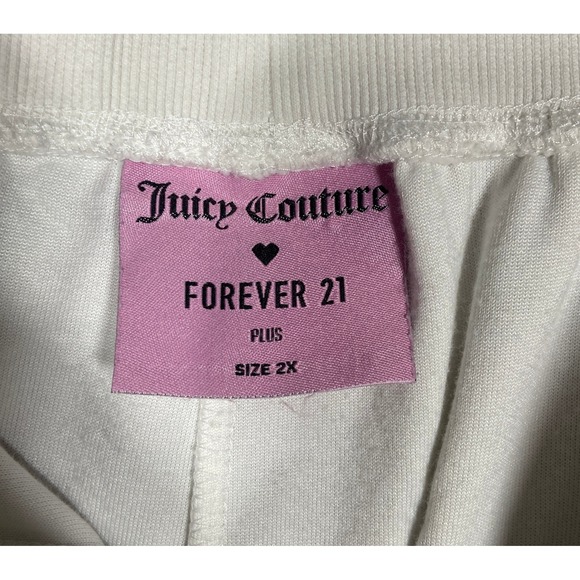 Juicy Couture
FOREVER 21
PLUS
SIZE 2X